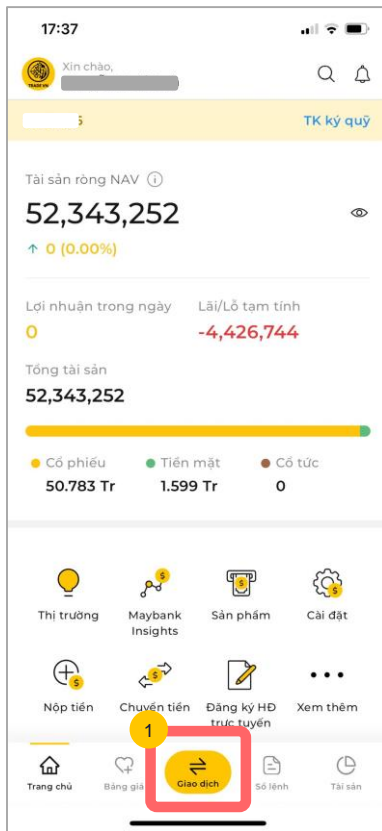 17:37
Xin chào,
TRADE VN
TK ký quỹ
Tài sản ròng NAV
52,343,252
0 (0.00%)
Lợi nhuận trong ngày Lãi/Lỗ tạm tính
0 -4,426,744
Tổng tài sản
52,343,252
Cổ phiếu Tiền mặt Cổ tức
50.783 Tr 1.599 Tr 0
Thị trường Maybank Sản phẩm Cài đặt
Insights
Nộp tiền Chuyển tiền Đăng ký HĐ Xem thêm
trực tuyến
1
Trang chủ Bảng giá Giao dịch Sổ lệnh Tài sản